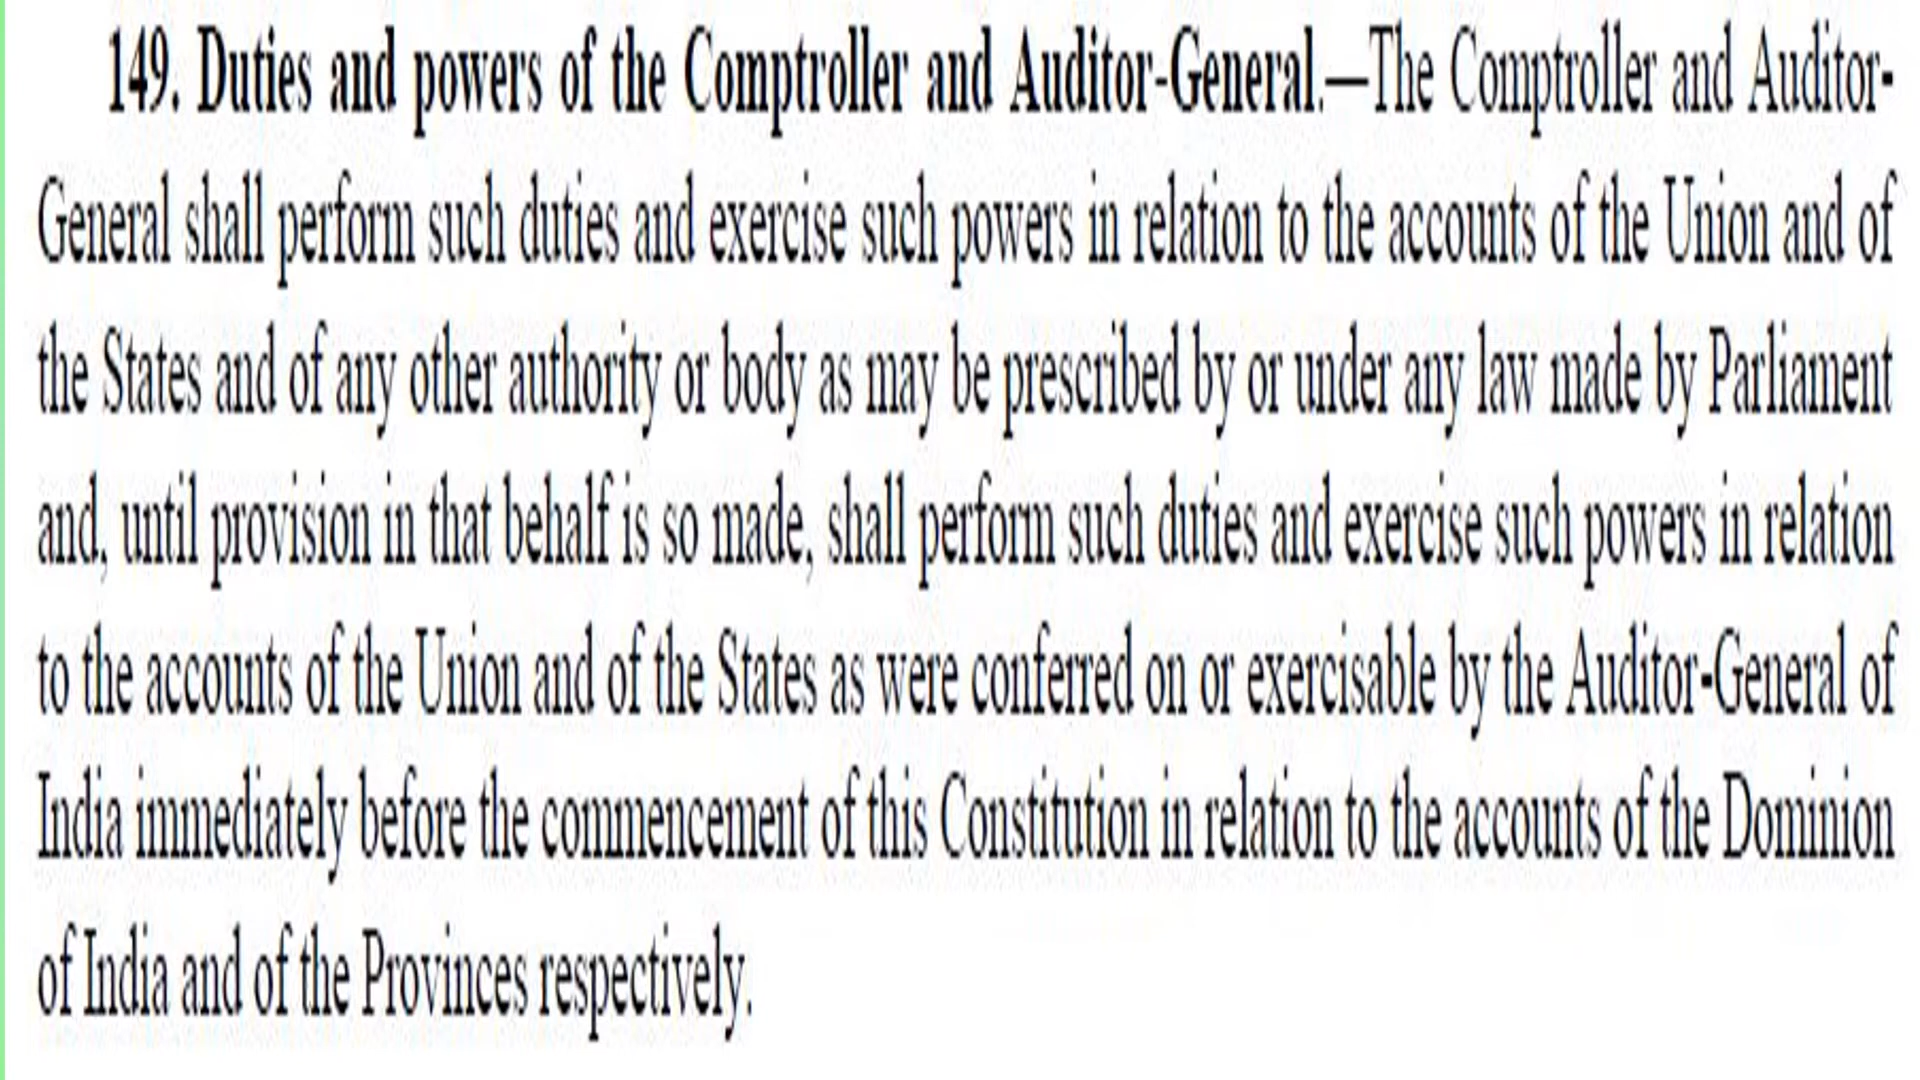 149. Duties and powers of the Comptroller and Auditor-General.—The Comptroller and Auditor-
General shall perform such duties and exercise such powers in relation to the accounts of the Union and of
the States and of any other authority or body as may be prescribed by or under any law made by Parliament
and, until provision in that behalf is so made, shall perform such duties and exercise such powers in relation
to the accounts of the Union and of the States as were conferred on or exercisable by the Auditor-General of
India immediately before the commencement of this Constitution in relation to the accounts of the Dominion
of India and of the Provinces respectively.